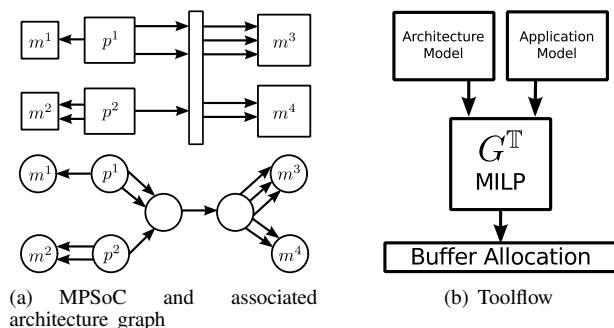 m¹ p¹ m³
m² p² m⁴
m¹ p¹ m³
m² p² m⁴
(a) MPSoC and associated
architecture graph
Architecture
Model
Application
Model
G𝕋
MILP
Buffer Allocation
(b) Toolflow